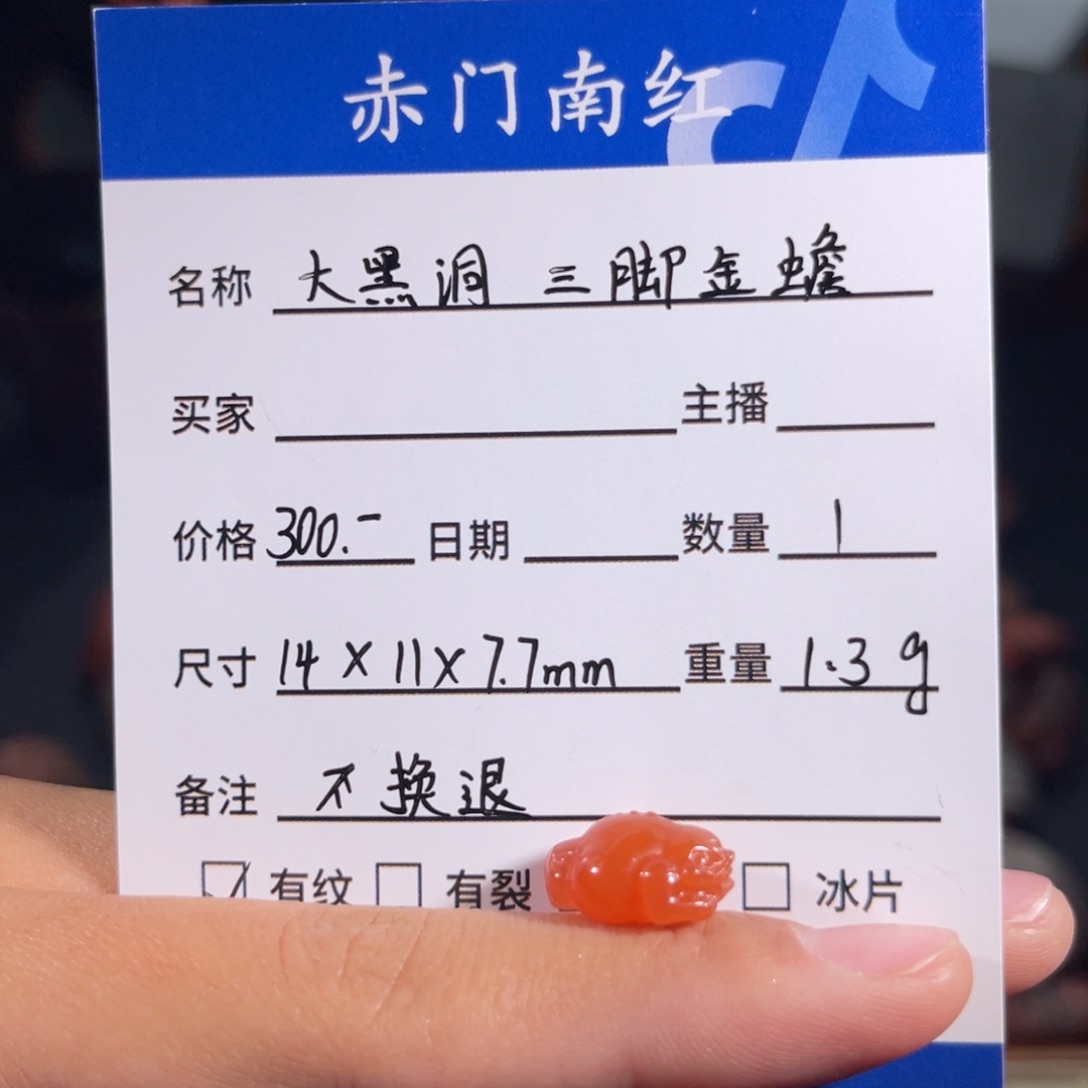 赤门南红
名称 大黑洞 三脚金蟾
买家 主播
价格 300.- 日期 数量 1
尺寸 14 X 11 X 7.7mm 重量 1.3 g
备注 不换退
有纹 有裂 冰片